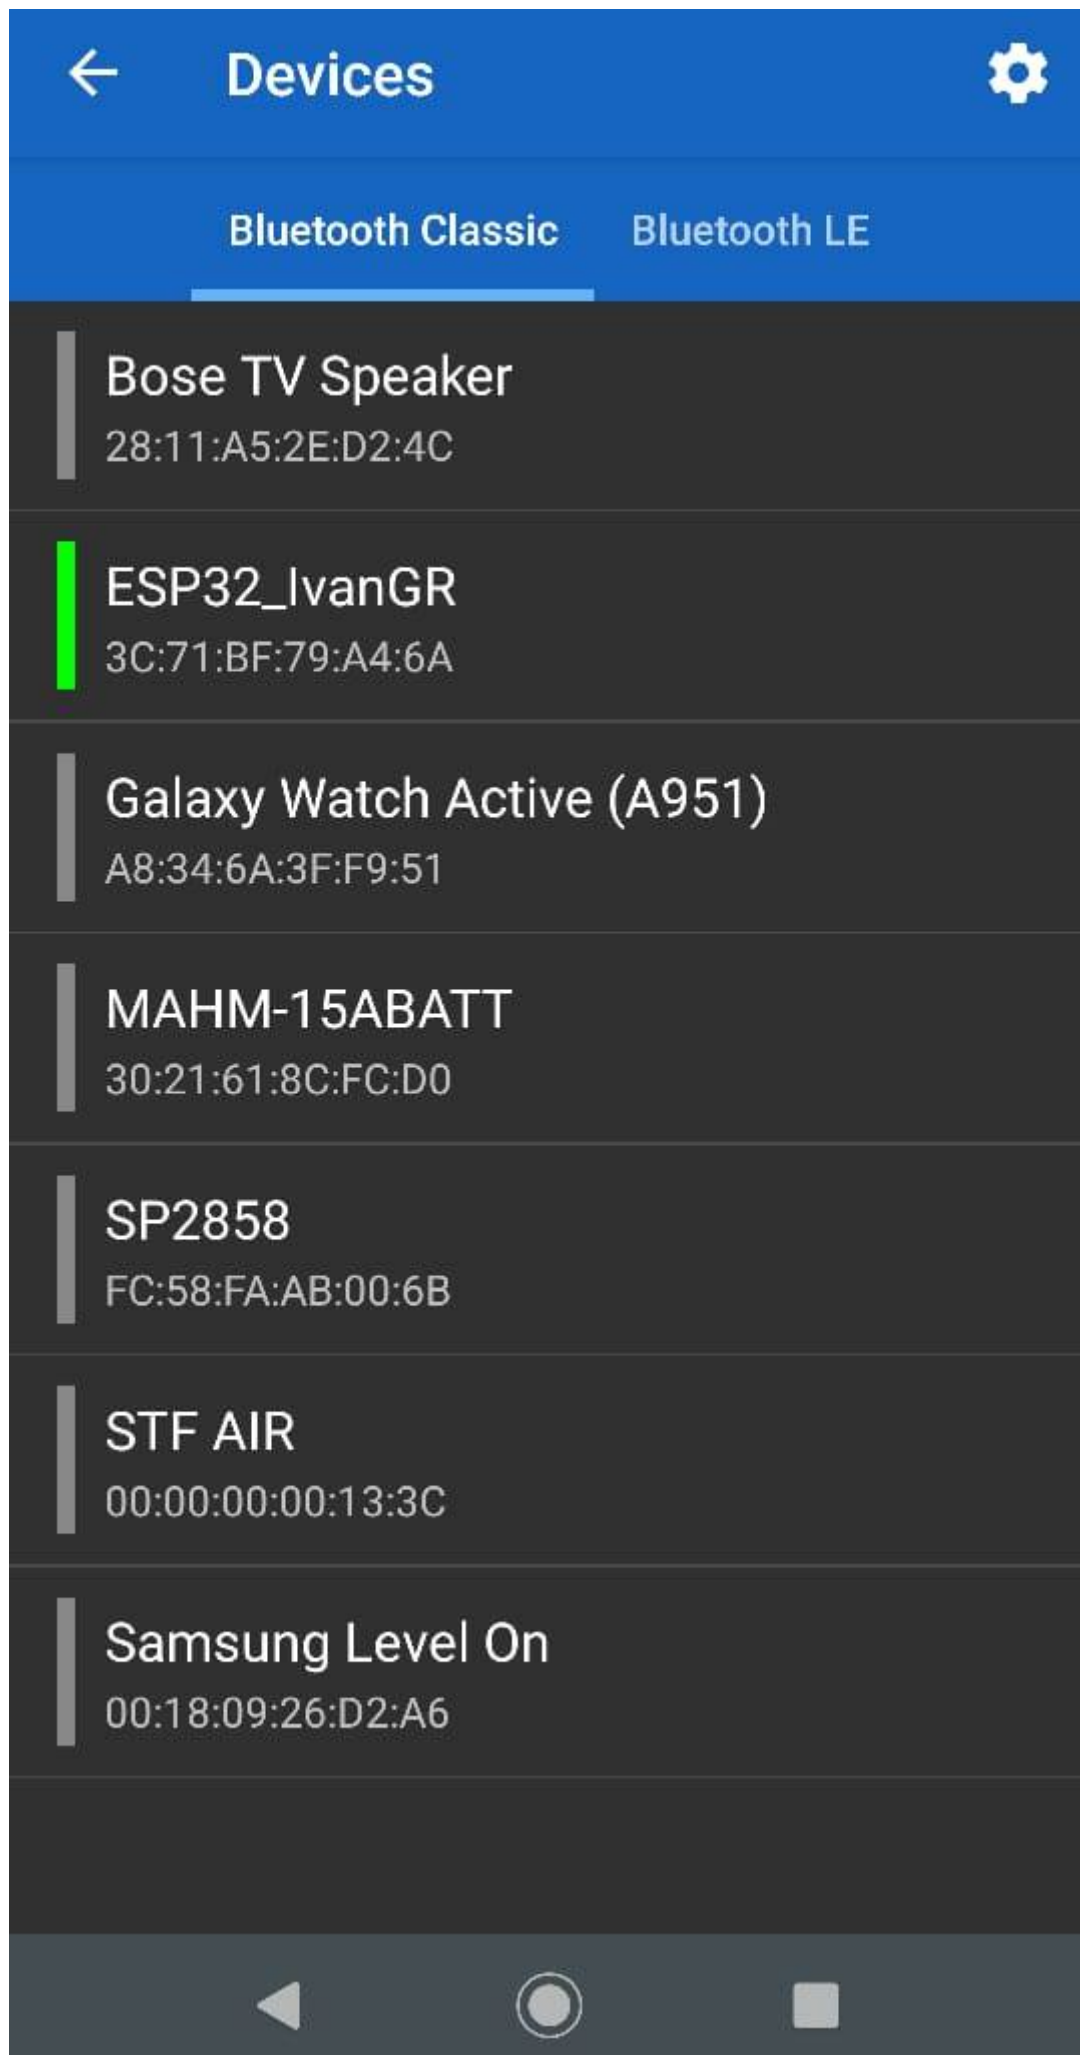 Devices
Bluetooth Classic Bluetooth LE
Bose TV Speaker
28:11:A5:2E:D2:4C
ESP32_IvanGR
3C:71:BF:79:A4:6A
Galaxy Watch Active (A951)
A8:34:6A:3F:F9:51
MAHM-15ABATT
30:21:61:8C:FC:D0
SP2858
FC:58:FA:AB:00:6B
STF AIR
00:00:00:00:13:3C
Samsung Level On
00:18:09:26:D2:A6